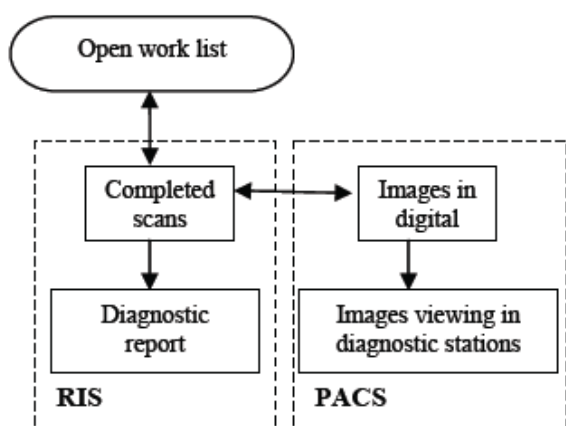 Open work list
Completed
scans
Images in
digital
Diagnostic
report
Images viewing in
diagnostic stations
RIS
PACS